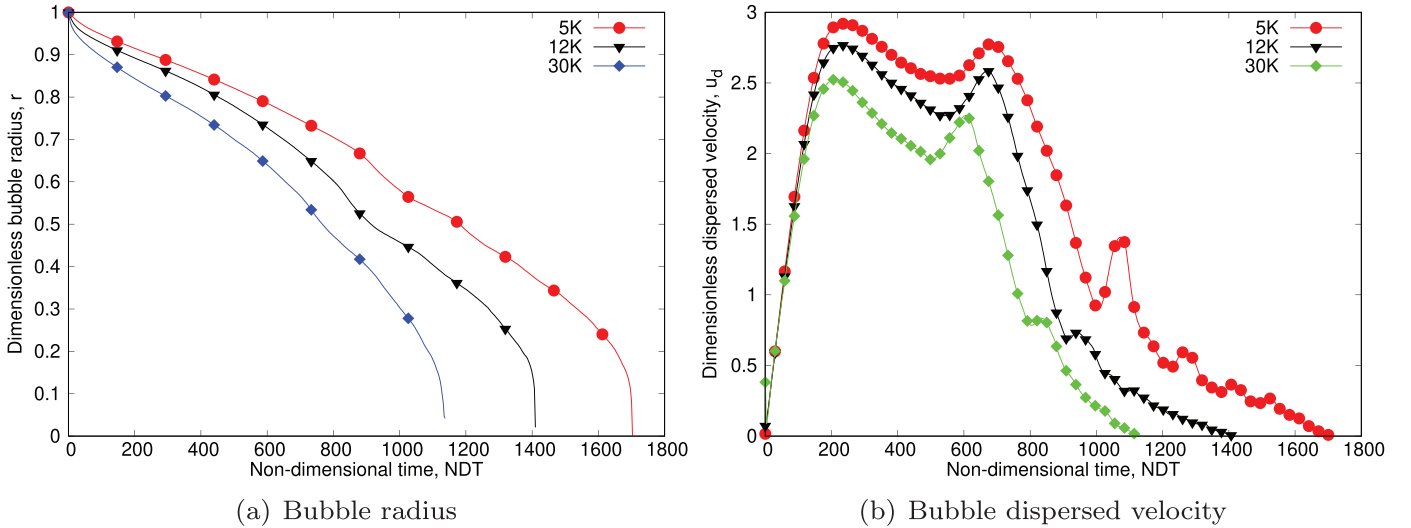 Dimensionless bubble radius, r
1
0.9
0.8
0.7
0.6
0.5
0.4
0.3
0.2
0.1
0
0 200 400 600 800 1000 1200 1400 1600 1800
Non-dimensional time, NDT
5K
12K
30K
(a) Bubble radius
Dimensionless dispersed velocity, u_d
3
2.5
2
1.5
1
0.5
0
0 200 400 600 800 1000 1200 1400 1600 1800
Non-dimensional time, NDT
5K
12K
30K
(b) Bubble dispersed velocity